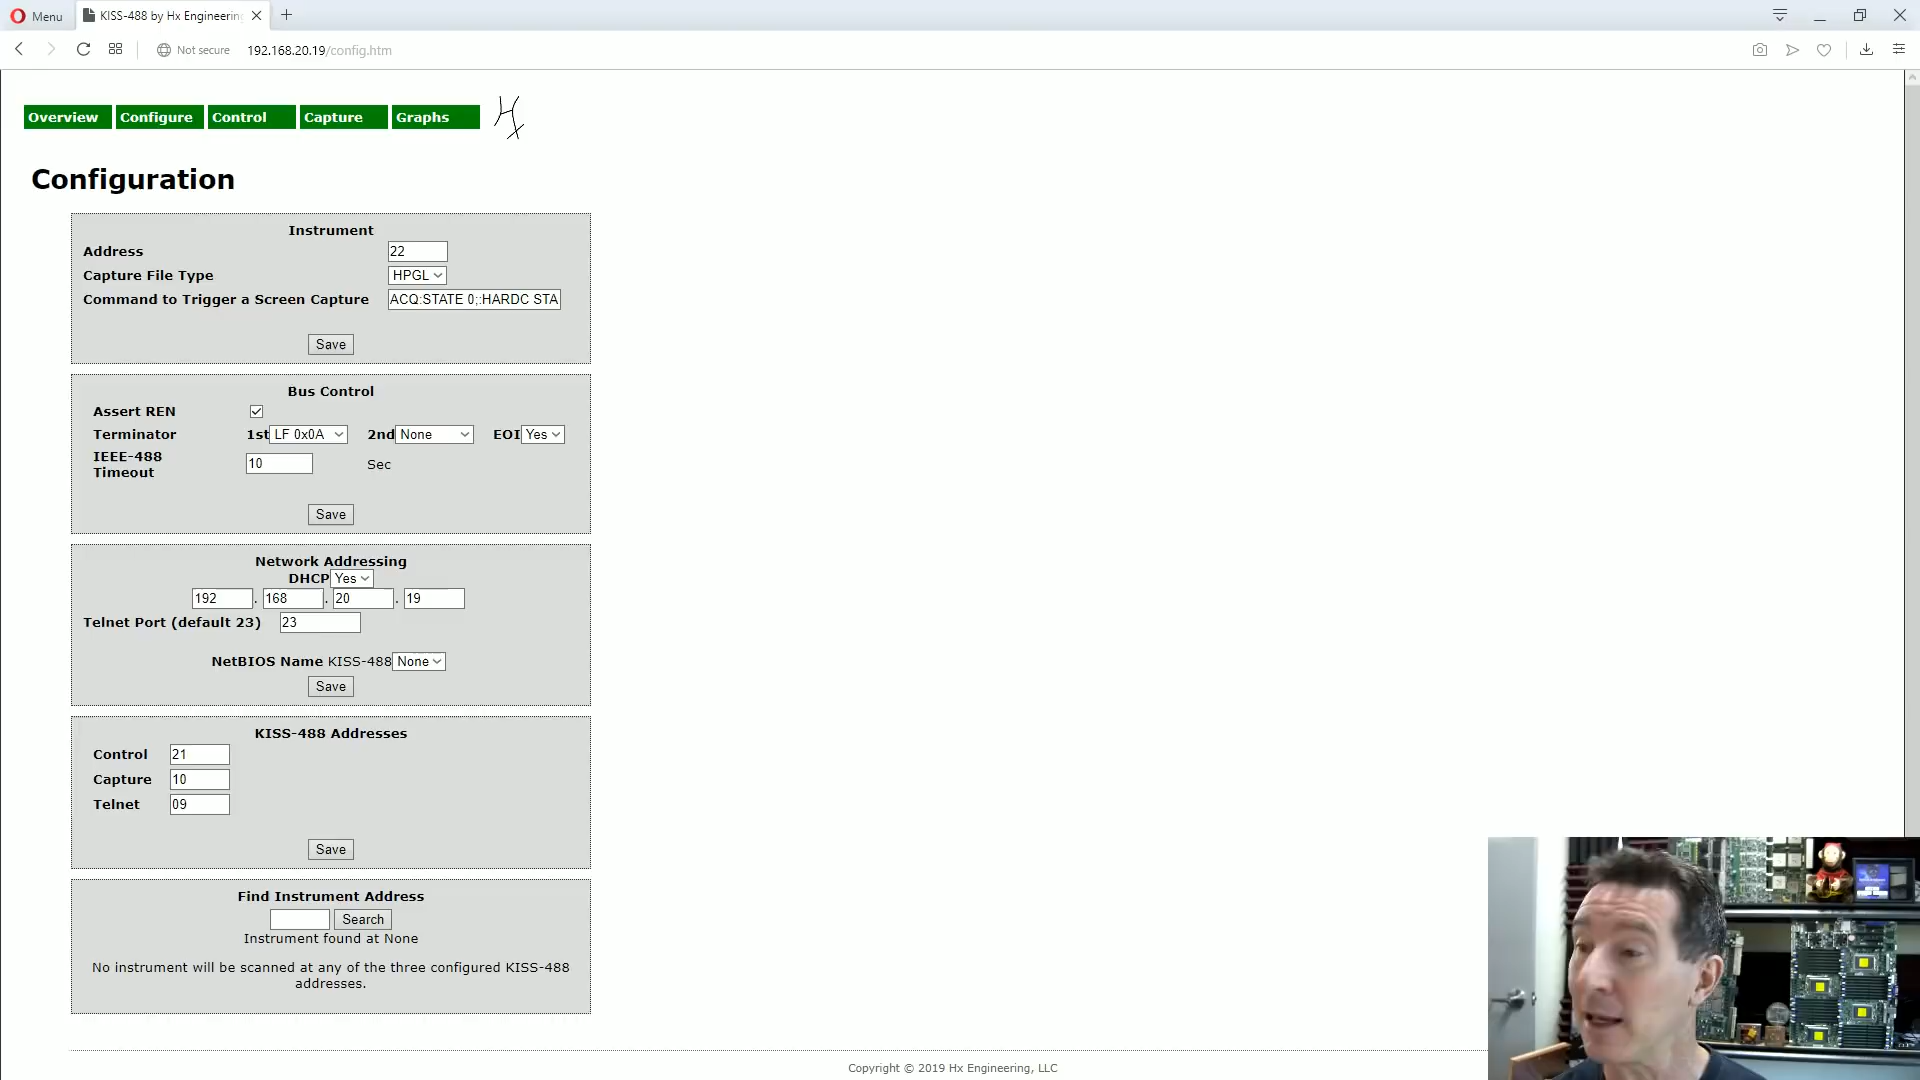 Menu
KISS-488 by Hx Engineerin
Not secure 192.168.20.19/config.htm
Overview Configure Control Capture Graphs Hx
Configuration
Instrument
Address 22
Capture File Type HPGL
Command to Trigger a Screen Capture ACQ:STATE 0;:HARDC STA
Save
Bus Control
Assert REN
Terminator 1st LF 0x0A 2nd None EOI Yes
IEEE-488
Timeout 10 Sec
Save
Network Addressing
DHCP Yes
192 . 168 . 20 . 19
Telnet Port (default 23) 23
NetBIOS Name KISS-488 None
Save
KISS-488 Addresses
Control 21
Capture 10
Telnet 09
Save
Find Instrument Address
Search
Instrument found at None
No instrument will be scanned at any of the three configured KISS-488
addresses.
Copyright © 2019 Hx Engineering, LLC